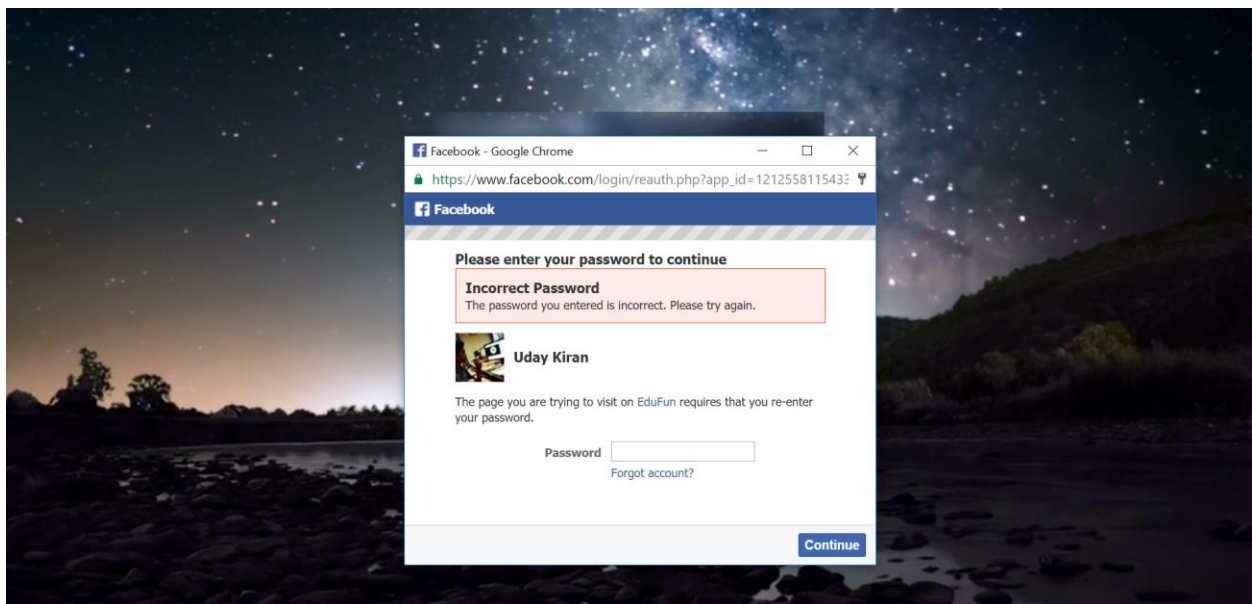 Facebook - Google Chrome
https://www.facebook.com/login/reauth.php?app_id=121255811543
Facebook
Please enter your password to continue
Incorrect Password
The password you entered is incorrect. Please try again.
Uday Kiran
The page you are trying to visit on EduFun requires that you re-enter
your password.
Password
Forgot account?
Continue